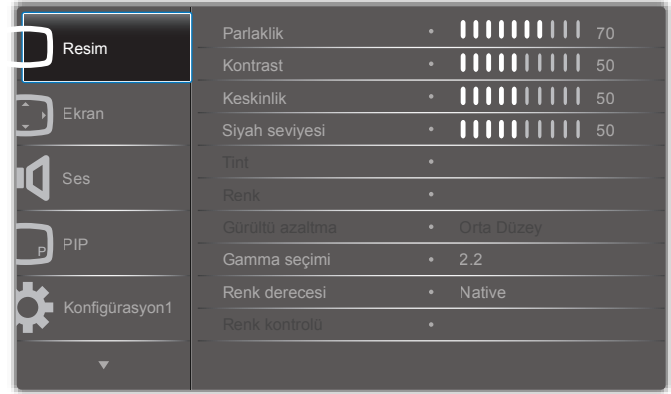 Resim
Ekran
Ses
P
PIP
Konfigürasyon1
Parlaklik • 70
Kontrast • 50
Keskinlik • 50
Siyah seviyesi • 50
Tint •
Renk •
Gürültü azaltma • Orta Düzey
Gamma seçimi • 2.2
Renk derecesi • Native
Renk kontrolü •